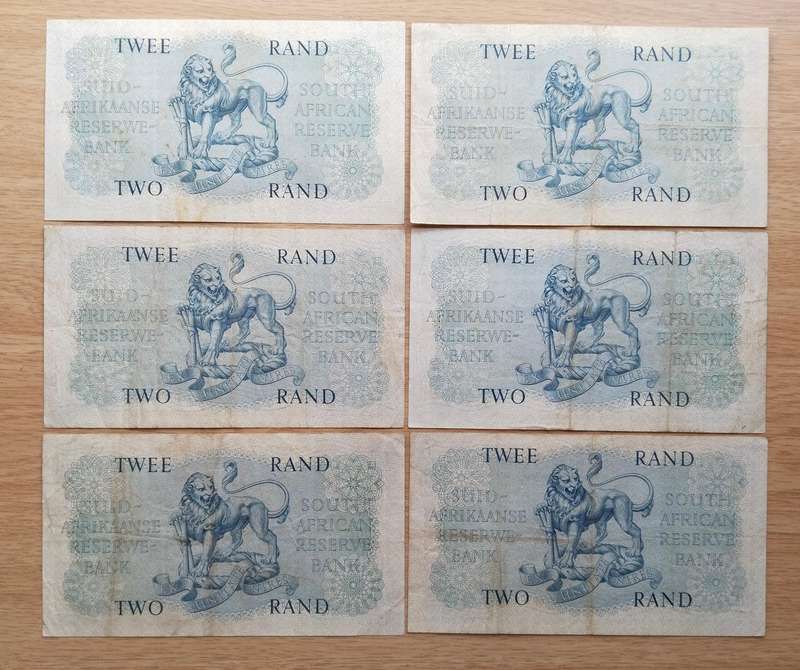 TWEE RAND
SUID-
AFRIKAANSE
RESERWE-
BANK
SOUTH
AFRICAN
RESERVE
BANK
TWO RAND
TWEE RAND
SUID-
AFRIKAANSE
RESERWE-
BANK
SOUTH
AFRICAN
RESERVE
BANK
TWO RAND
TWEE RAND
SUID-
AFRIKAANSE
RESERWE-
BANK
SOUTH
AFRICAN
RESERVE
BANK
TWO RAND
TWEE RAND
SUID-
AFRIKAANSE
RESERWE-
BANK
SOUTH
AFRICAN
RESERVE
BANK
TWO RAND
TWEE RAND
SUID-
AFRIKAANSE
RESERWE-
BANK
SOUTH
AFRICAN
RESERVE
BANK
TWO RAND
TWEE RAND
SUID-
AFRIKAANSE
RESERWE-
BANK
SOUTH
AFRICAN
RESERVE
BANK
TWO RAND